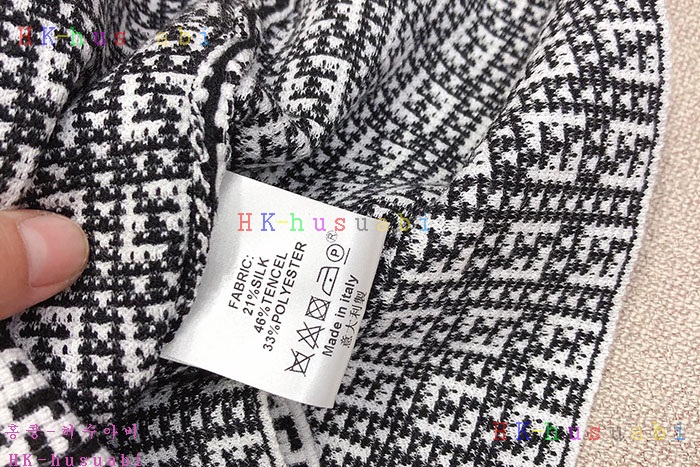 HK-husuabi
HK-husuabi
FABRIC:
21%SILK
46%TENCEL
33%POLYESTER
P
®
Made in Italy
意大利製
홍콩-허수아비
HK-husuabi
HK-husuabi